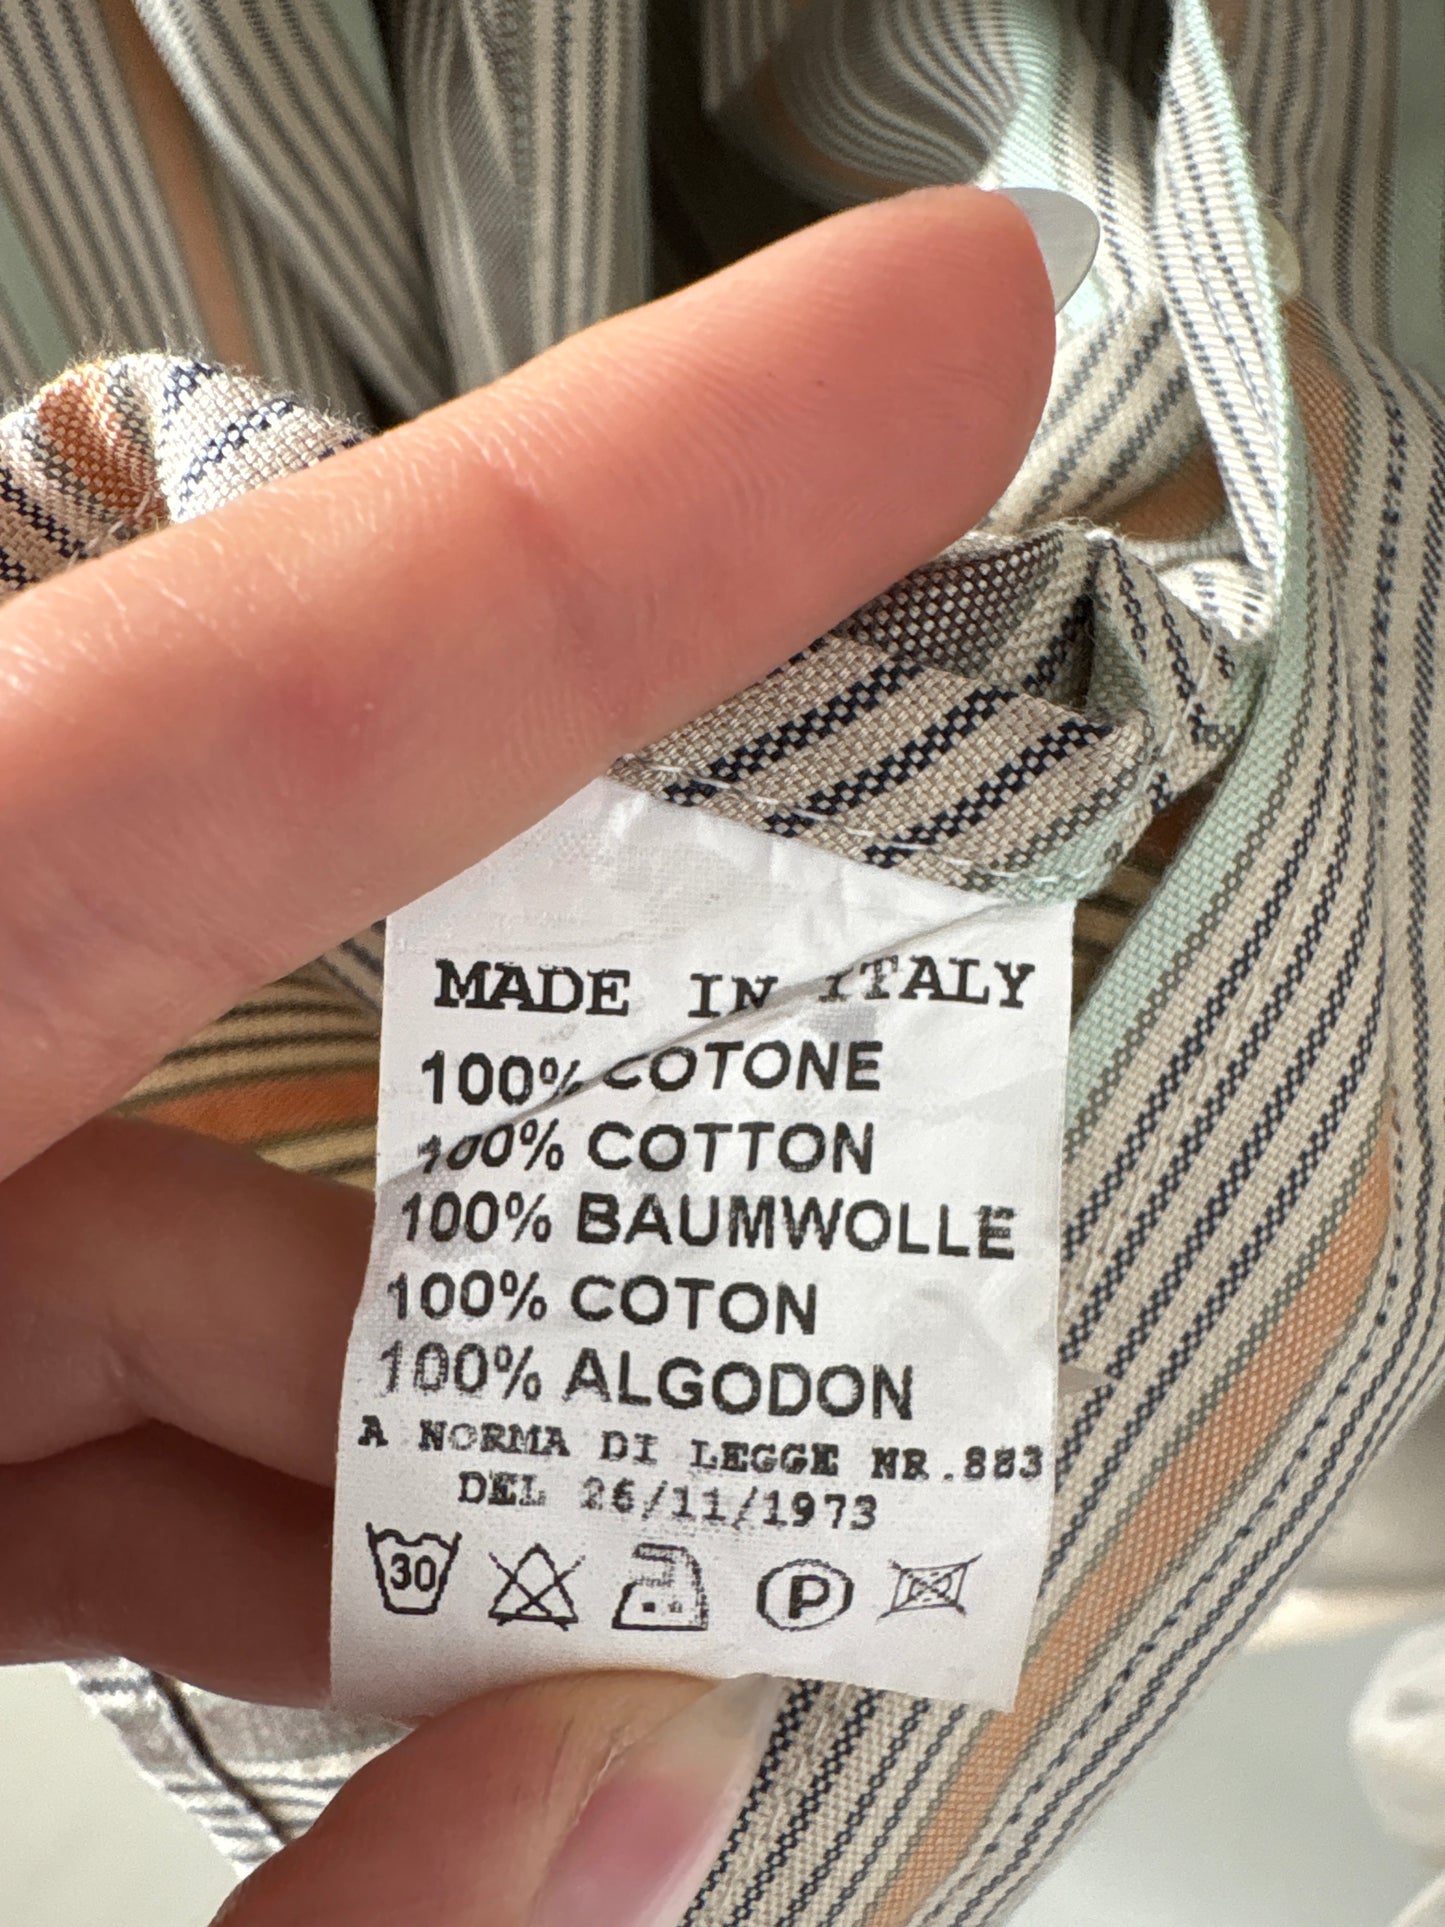 MADE IN ITALY
100% COTONE
100% COTTON
100% BAUMWOLLE
100% COTON
100% ALGODON
A NORMA DI LEGGE NR.883
DEL 26/11/1973
30 P